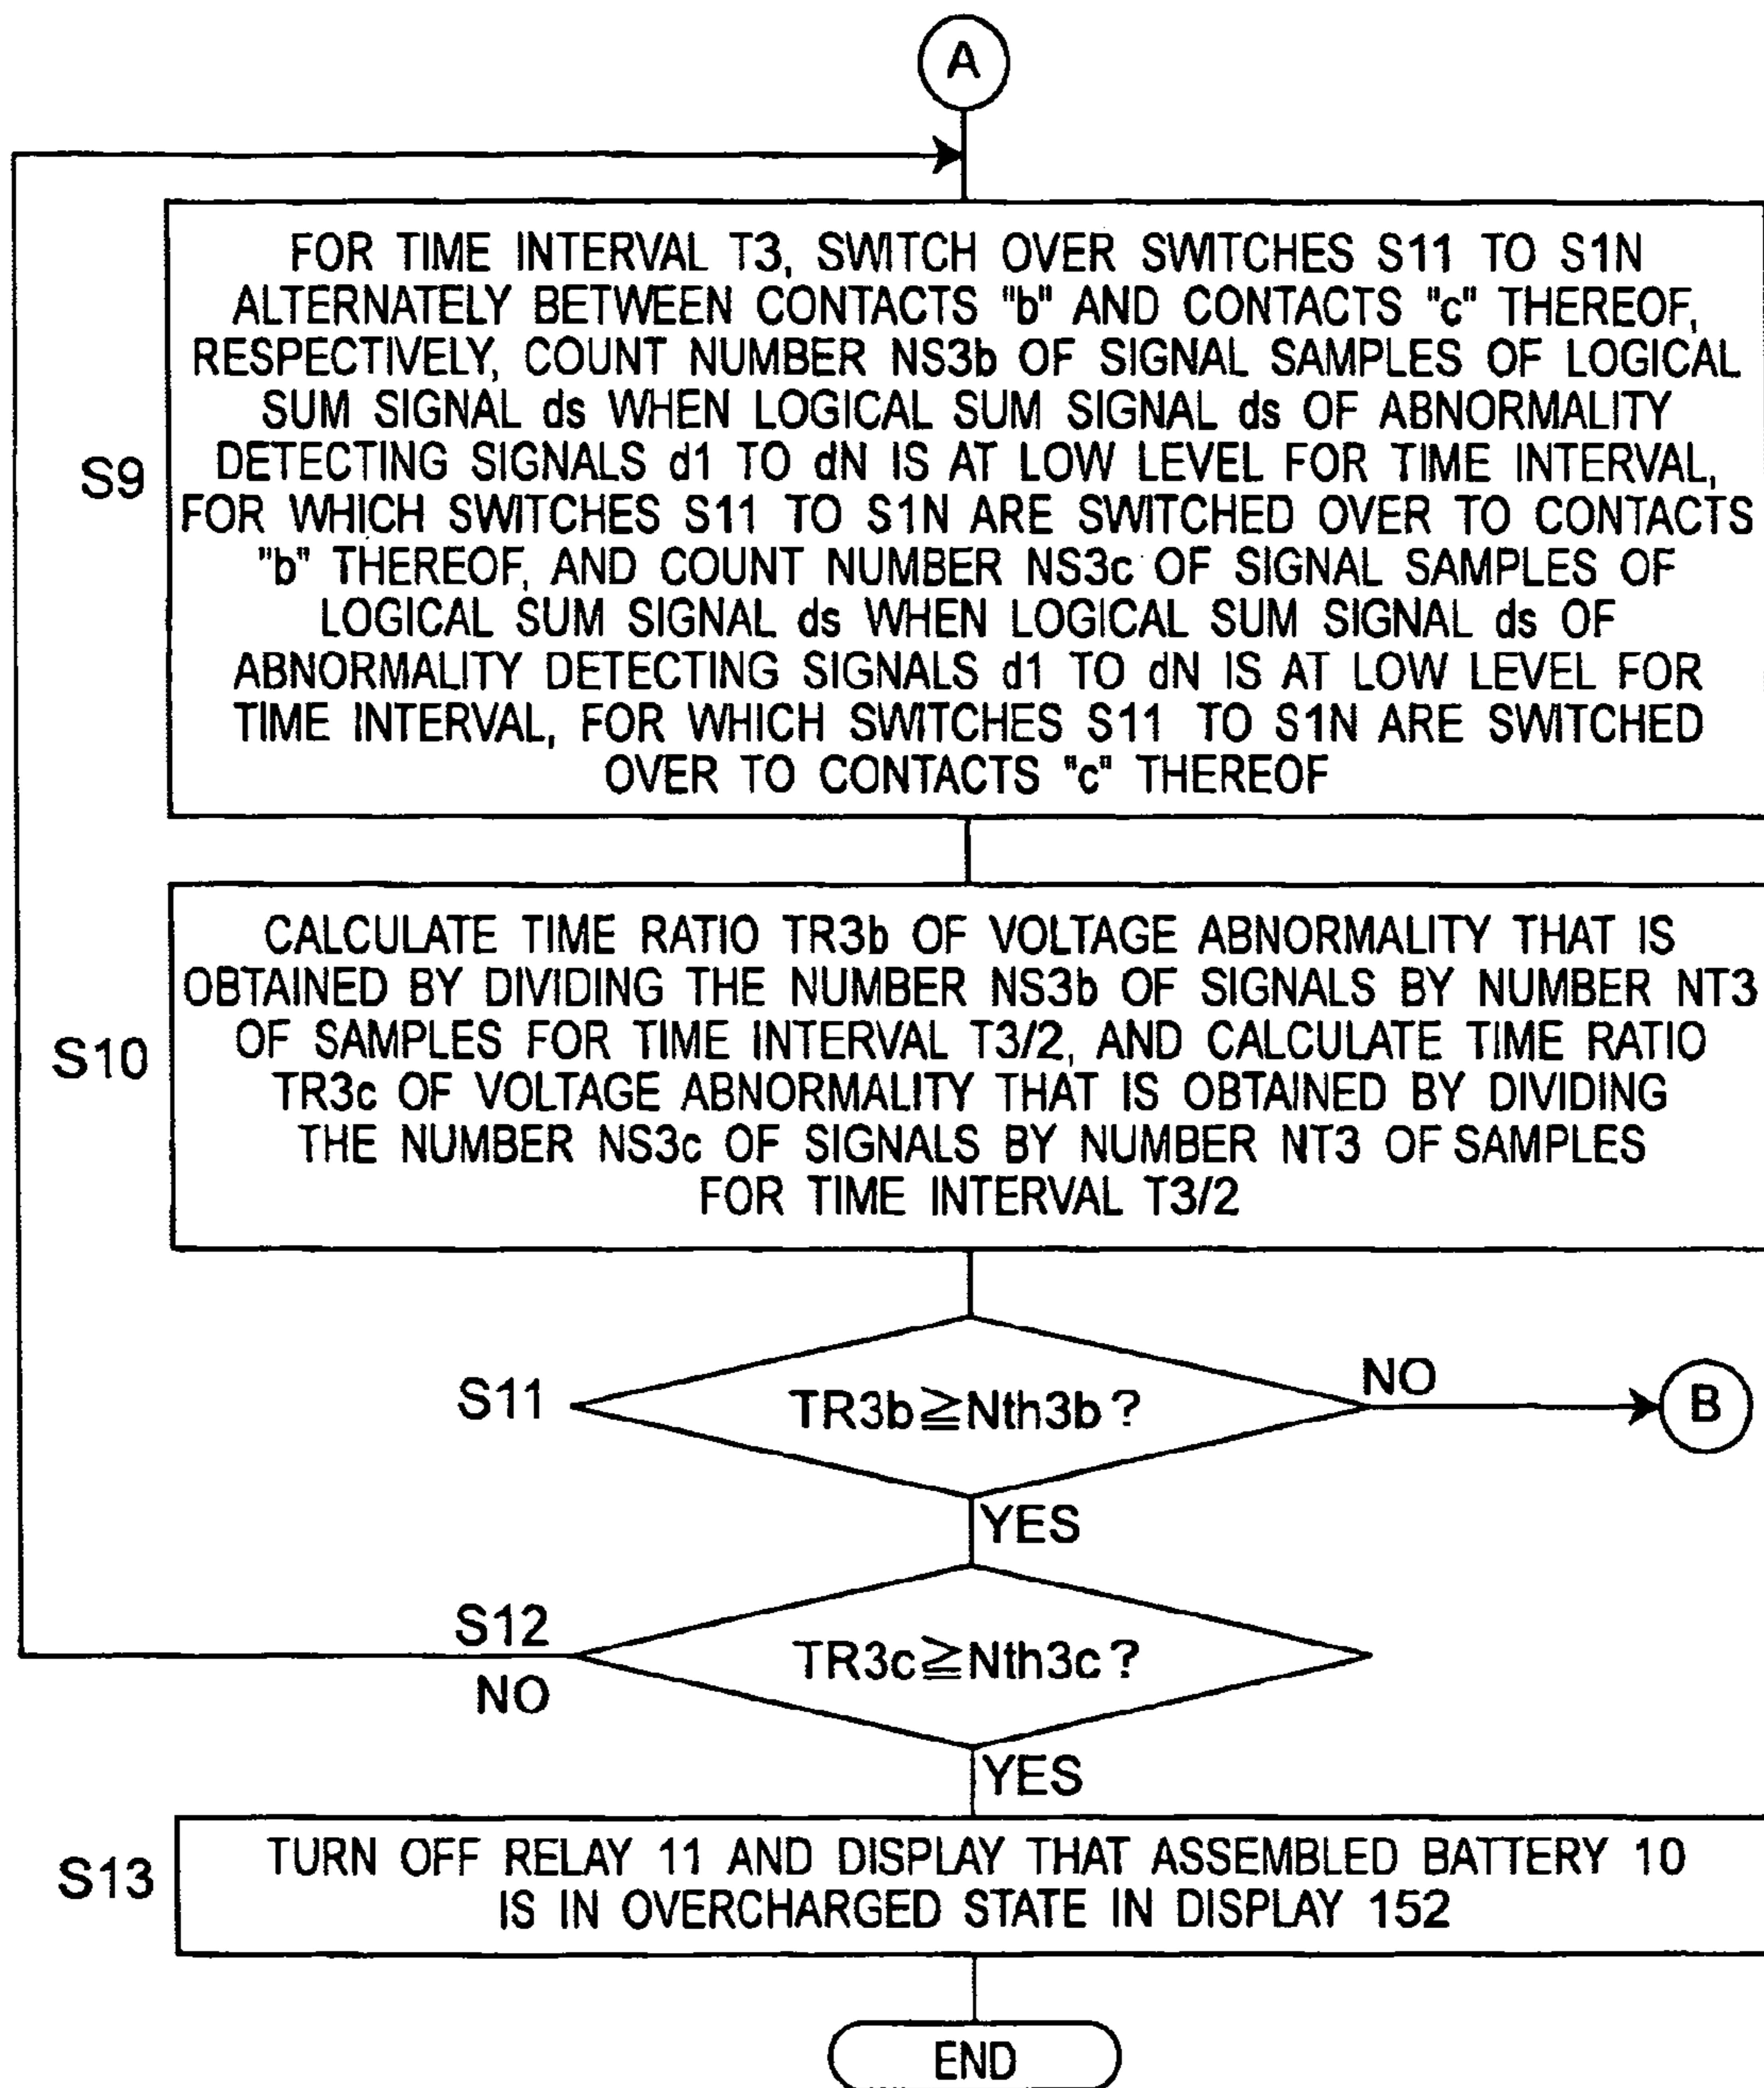 A
S9
FOR TIME INTERVAL T3, SWITCH OVER SWITCHES S11 TO S1N
ALTERNATELY BETWEEN CONTACTS "b" AND CONTACTS "c" THEREOF,
RESPECTIVELY, COUNT NUMBER NS3b OF SIGNAL SAMPLES OF LOGICAL
SUM SIGNAL ds WHEN LOGICAL SUM SIGNAL ds OF ABNORMALITY
DETECTING SIGNALS d1 TO dN IS AT LOW LEVEL FOR TIME INTERVAL,
FOR WHICH SWITCHES S11 TO S1N ARE SWITCHED OVER TO CONTACTS
"b" THEREOF, AND COUNT NUMBER NS3c OF SIGNAL SAMPLES OF
LOGICAL SUM SIGNAL ds WHEN LOGICAL SUM SIGNAL ds OF
ABNORMALITY DETECTING SIGNALS d1 TO dN IS AT LOW LEVEL FOR
TIME INTERVAL, FOR WHICH SWITCHES S11 TO S1N ARE SWITCHED
OVER TO CONTACTS "c" THEREOF
S10
CALCULATE TIME RATIO TR3b OF VOLTAGE ABNORMALITY THAT IS
OBTAINED BY DIVIDING THE NUMBER NS3b OF SIGNALS BY NUMBER NT3
OF SAMPLES FOR TIME INTERVAL T3/2, AND CALCULATE TIME RATIO
TR3c OF VOLTAGE ABNORMALITY THAT IS OBTAINED BY DIVIDING
THE NUMBER NS3c OF SIGNALS BY NUMBER NT3 OF SAMPLES
FOR TIME INTERVAL T3/2
S11
TR3b≧Nth3b ?
NO
B
YES
S12
TR3c≧Nth3c ?
NO
YES
S13
TURN OFF RELAY 11 AND DISPLAY THAT ASSEMBLED BATTERY 10
IS IN OVERCHARGED STATE IN DISPLAY 152
END